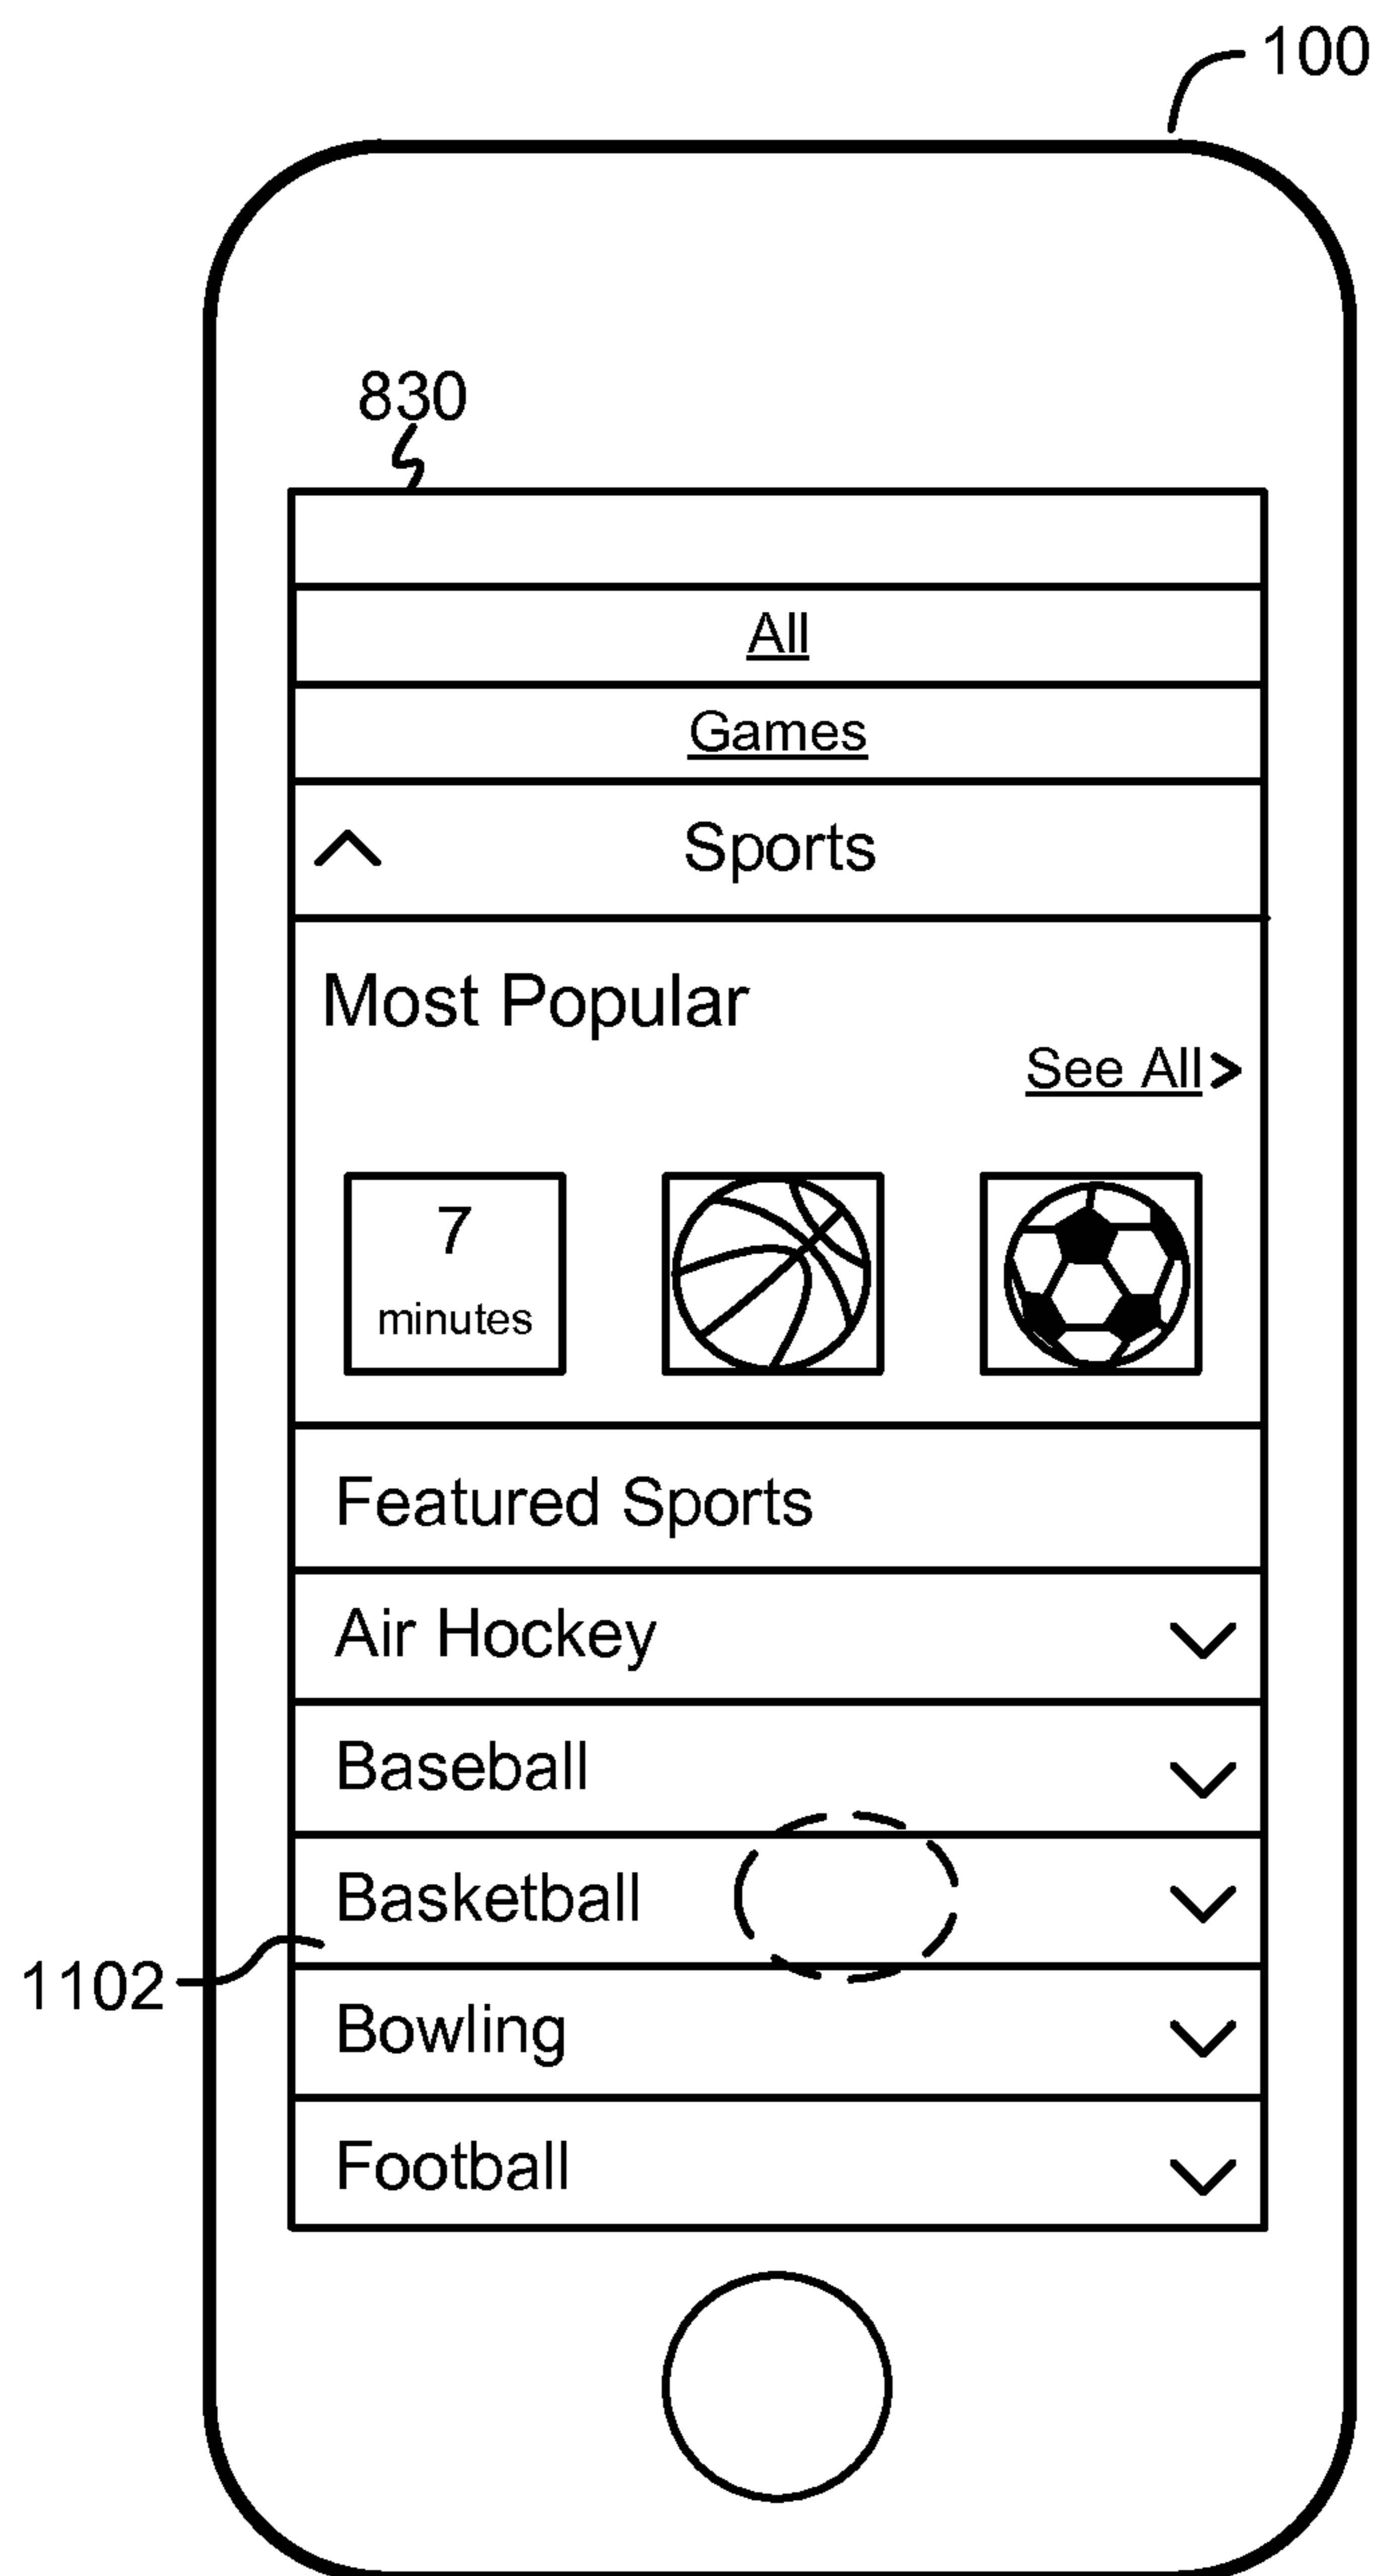 100
830
All
Games
Sports
Most Popular
See All >
7
minutes
Featured Sports
Air Hockey
Baseball
Basketball
1102
Bowling
Football